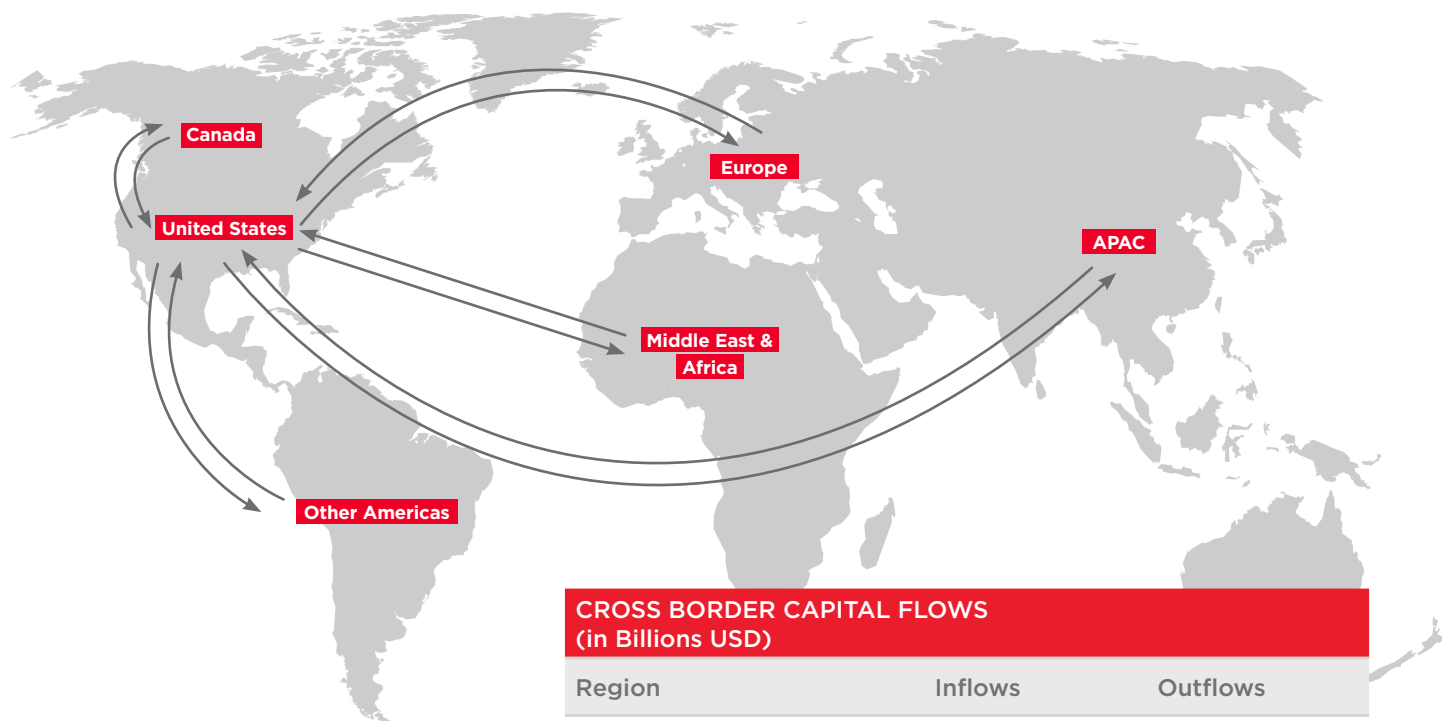 Canada
Europe
United States
APAC
Middle East &
Africa
Other Americas
CROSS BORDER CAPITAL FLOWS
(in Billions USD)
Region Inflows Outflows